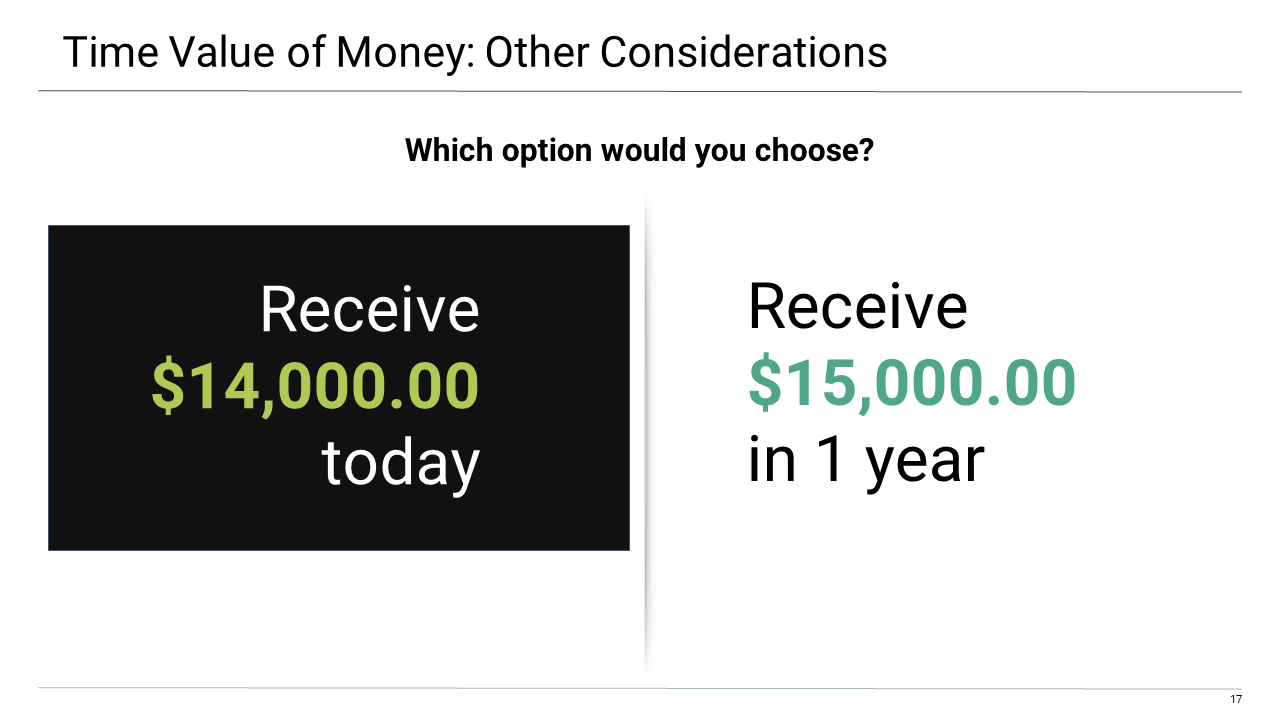 Time Value of Money: Other Considerations
Which option would you choose?
Receive
$14,000.00
today
Receive
$15,000.00
in 1 year
17